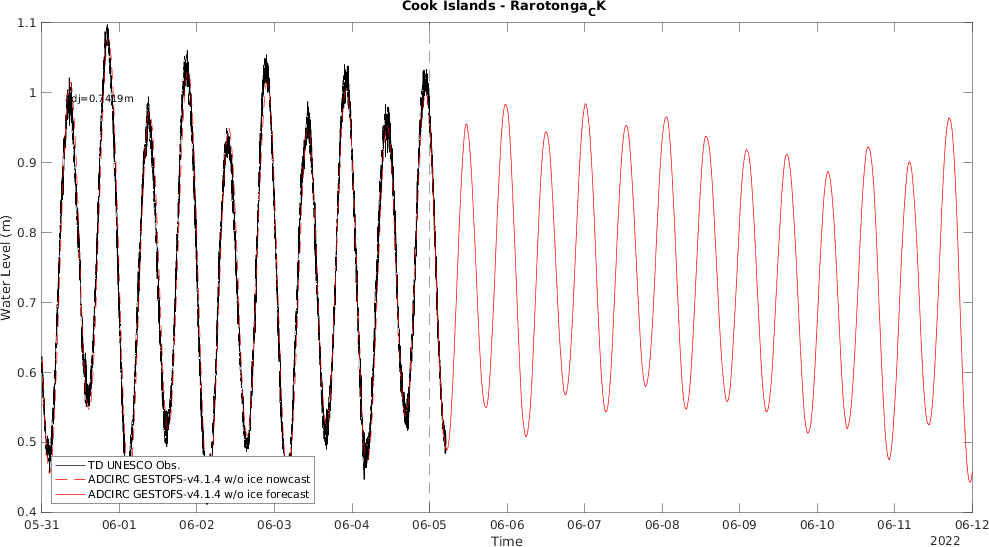 Cook Islands - Rarotonga_CK
Water Level (m)
1.1
1
0.9
0.8
0.7
0.6
0.5
0.4
adj=0.7419m
TD UNESCO Obs.
ADCIRC GESTOFS-v4.1.4 w/o ice nowcast
ADCIRC GESTOFS-v4.1.4 w/o ice forecast
05-31 06-01 06-02 06-03 06-04 06-05 06-06 06-07 06-08 06-09 06-10 06-11 06-12
Time
2022